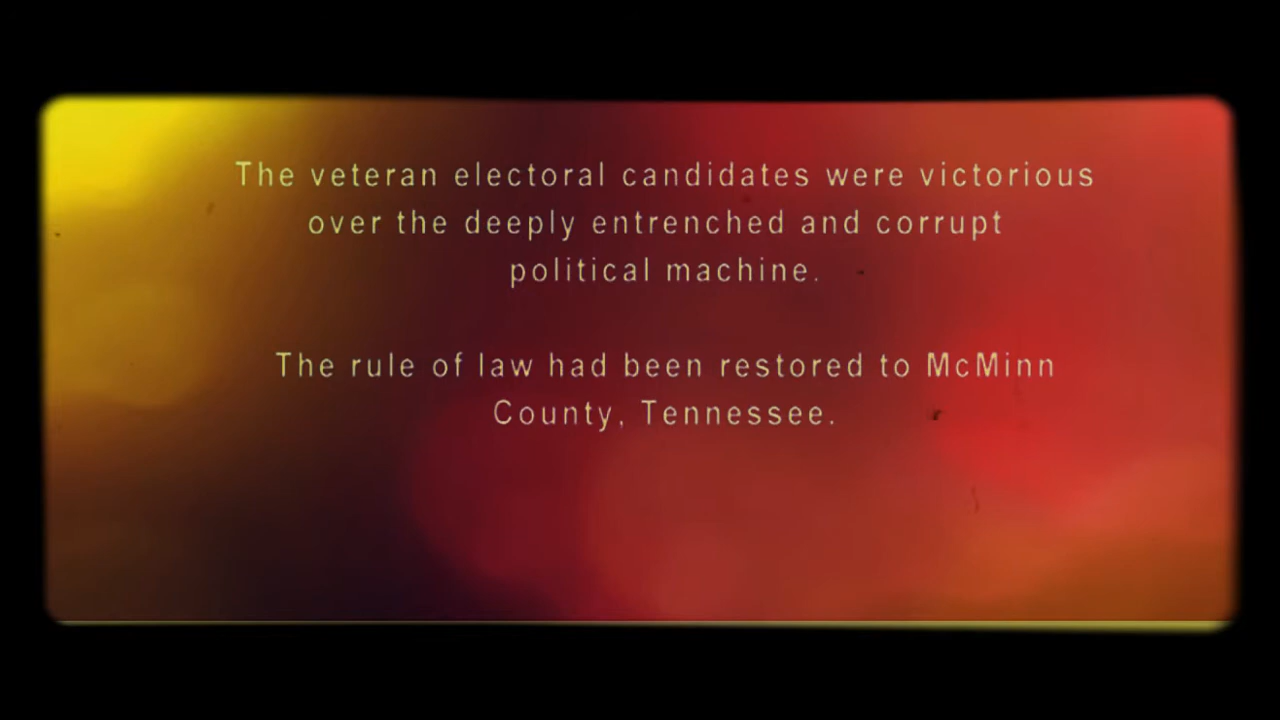 The veteran electoral candidates were victorious
over the deeply entrenched and corrupt
political machine.
The rule of law had been restored to McMinn
County, Tennessee.